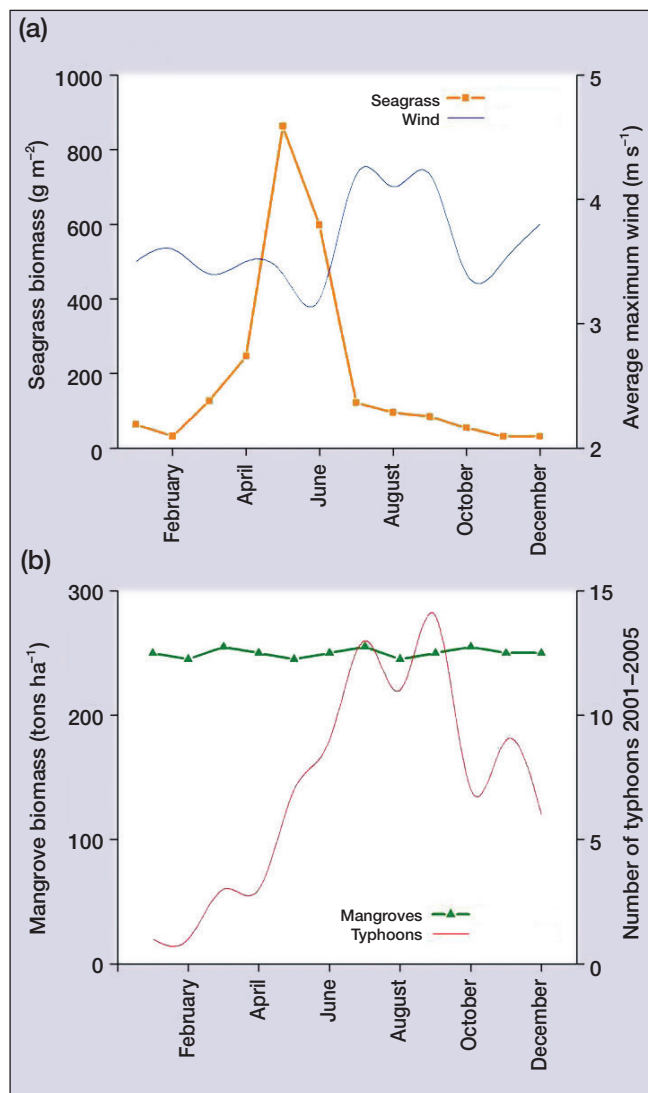 (a)
1000
800
600
400
200
0
Seagrass biomass (g m⁻²)
Seagrass
Wind
5
4
3
2
Average maximum wind (m s⁻¹)
February
April
June
August
October
December
(b)
300
200
100
0
Mangrove biomass (tons ha⁻¹)
Mangroves
Typhoons
15
10
5
0
Number of typhoons 2001–2005
February
April
June
August
October
December